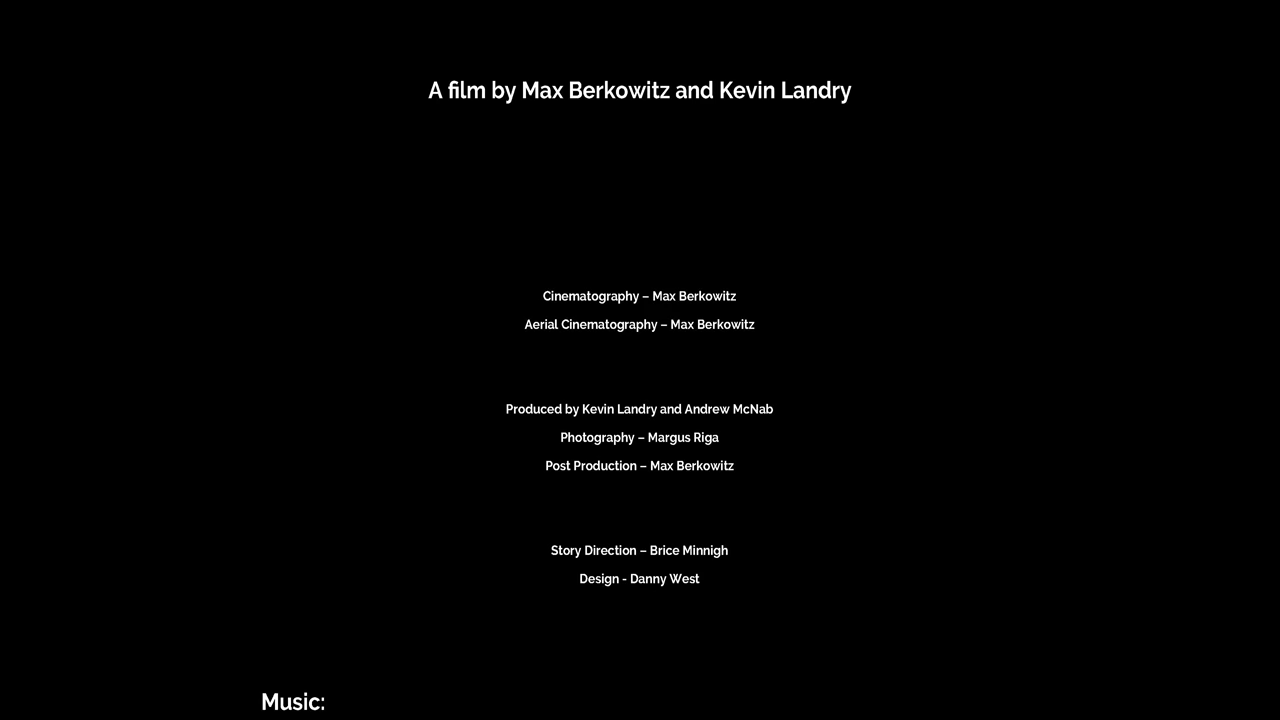 A film by Max Berkowitz and Kevin Landry
Cinematography – Max Berkowitz
Aerial Cinematography – Max Berkowitz
Produced by Kevin Landry and Andrew McNab
Photography – Margus Riga
Post Production – Max Berkowitz
Story Direction – Brice Minnigh
Design - Danny West
Music: